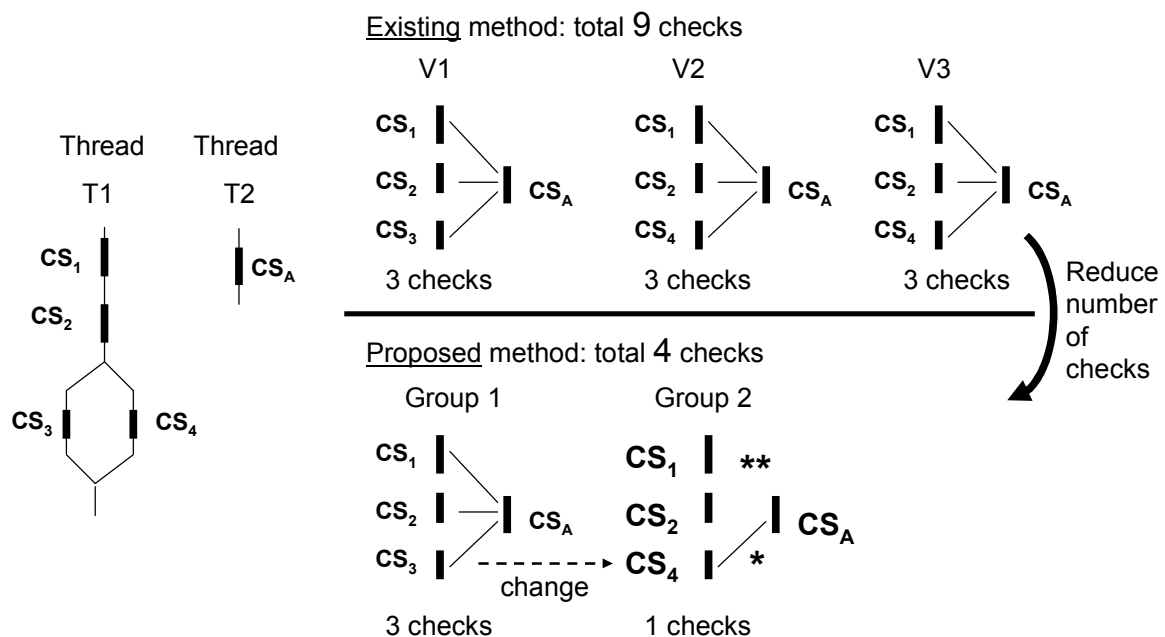 Existing method: total 9 checks
V1 V2 V3
CS1 CS1 CS1
CS2 CSA CS2 CSA CS2 CSA
CS3 CS4 CS4
3 checks 3 checks 3 checks
Thread Thread
T1 T2
CS1 CSA
CS2
CS3 CS4
Reduce
number
of
checks
Proposed method: total 4 checks
Group 1 Group 2
CS1 CS1 **
CS2 CSA CS2 CSA
CS3 CS4 *
change
3 checks 1 checks